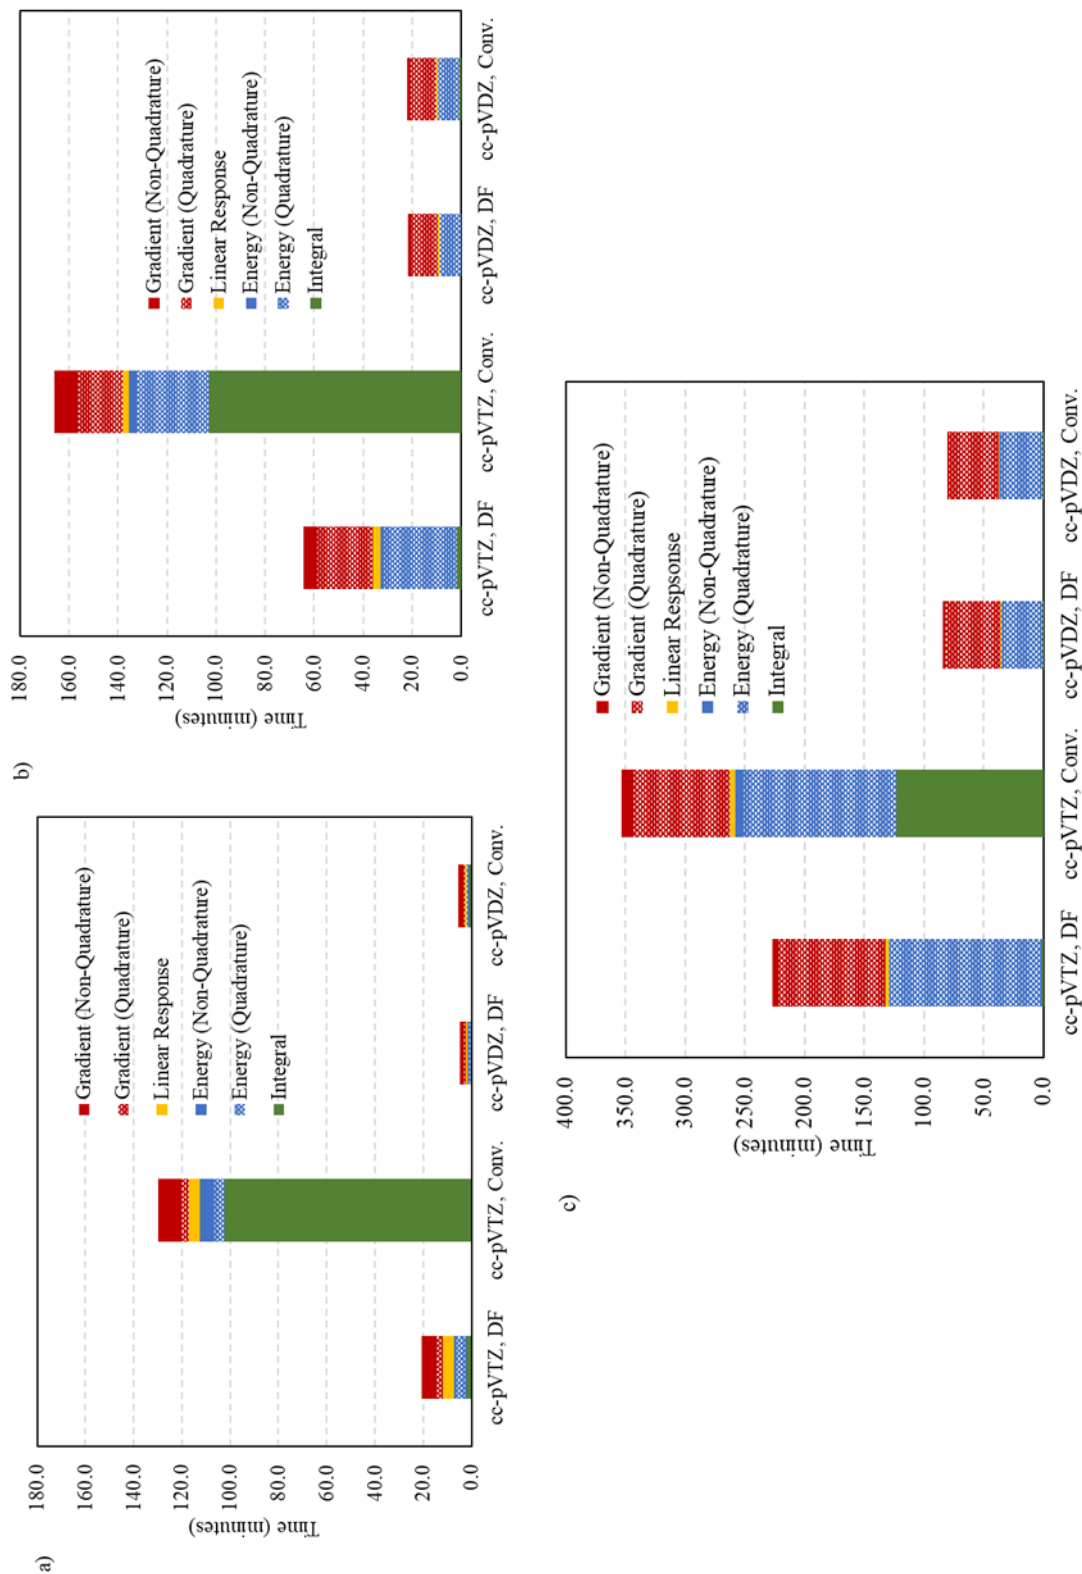 a)
180.0
160.0
140.0
120.0
100.0
80.0
60.0
40.0
20.0
0.0
Time (minutes)
Gradient (Non-Quadrature)
Gradient (Quadrature)
Linear Response
Energy (Non-Quadrature)
Energy (Quadrature)
Integral
cc-pVTZ, DF
cc-pVTZ, Conv.
cc-pVDZ, DF
cc-pVDZ, Conv.
b)
180.0
160.0
140.0
120.0
100.0
80.0
60.0
40.0
20.0
0.0
Time (minutes)
Gradient (Non-Quadrature)
Gradient (Quadrature)
Linear Response
Energy (Non-Quadrature)
Energy (Quadrature)
Integral
cc-pVTZ, DF
cc-pVTZ, Conv.
cc-pVDZ, DF
cc-pVDZ, Conv.
c)
400.0
350.0
300.0
250.0
200.0
150.0
100.0
50.0
0.0
Time (minutes)
Gradient (Non-Quadrature)
Gradient (Quadrature)
Linear Respsonse
Energy (Non-Quadrature)
Energy (Quadrature)
Integral
cc-pVTZ, DF
cc-pVTZ, Conv.
cc-pVDZ, DF
cc-pVDZ, Conv.